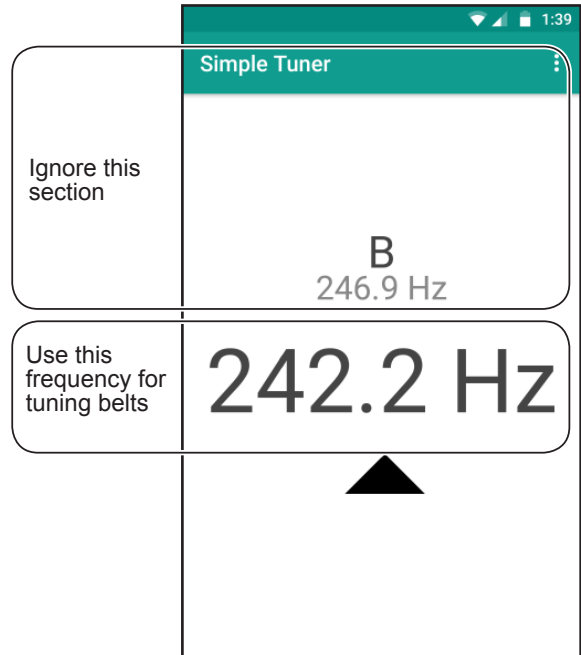 1:39
Simple Tuner
Ignore this
section
B
246.9 Hz
Use this
frequency for
tuning belts
242.2 Hz